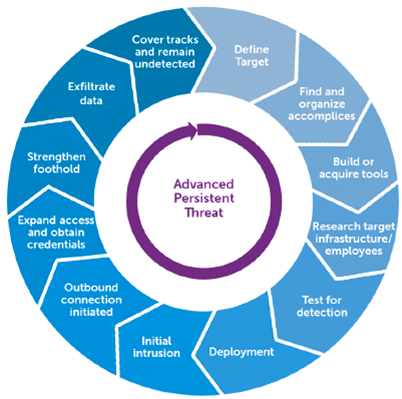 Define
Target
Find and
organize
accomplices
Build or
acquire tools
Research target
infrastructure/
employees
Test for
detection
Deployment
Initial
intrusion
Outbound
connection
initiated
Expand access
and obtain
credentials
Strengthen
foothold
Exfiltrate
data
Cover tracks
and remain
undetected
Advanced
Persistent
Threat